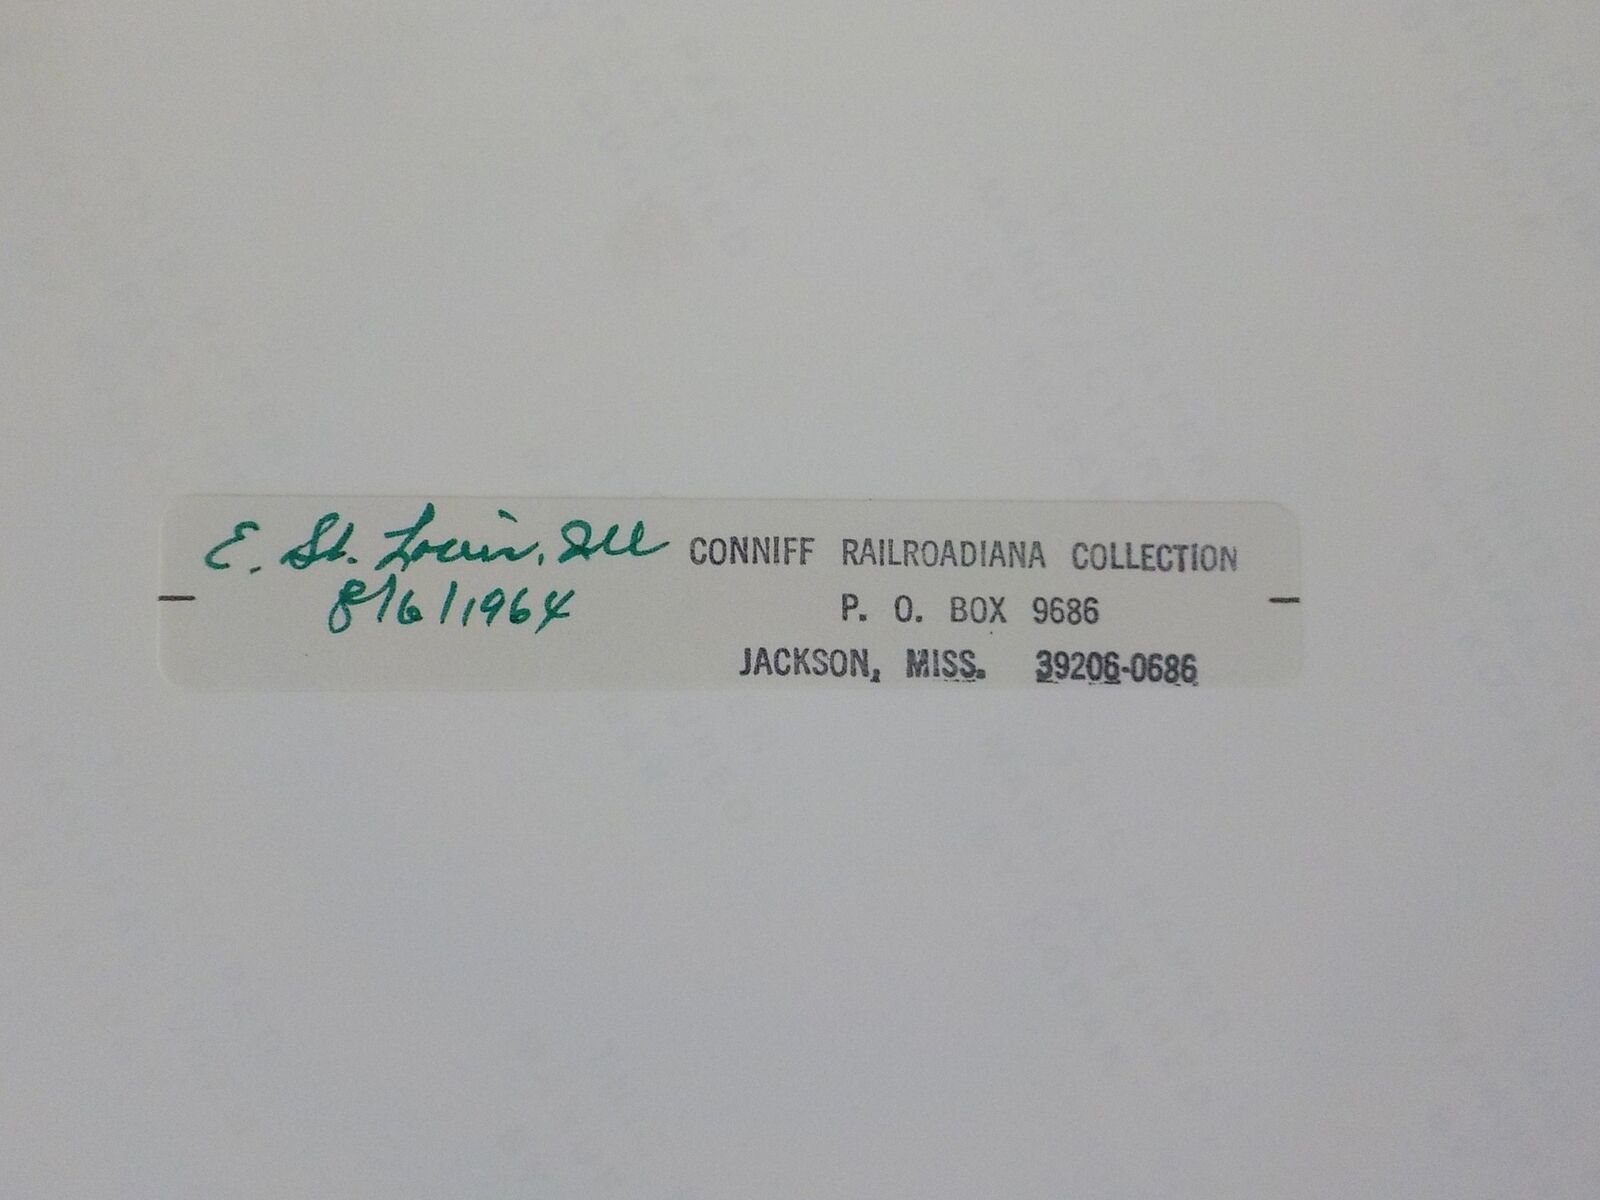 E. St. Louis, Ill
8/6/1964
CONNIFF RAILROADIANA COLLECTION
P. O. BOX 9686
JACKSON, MISS. 39206-0686